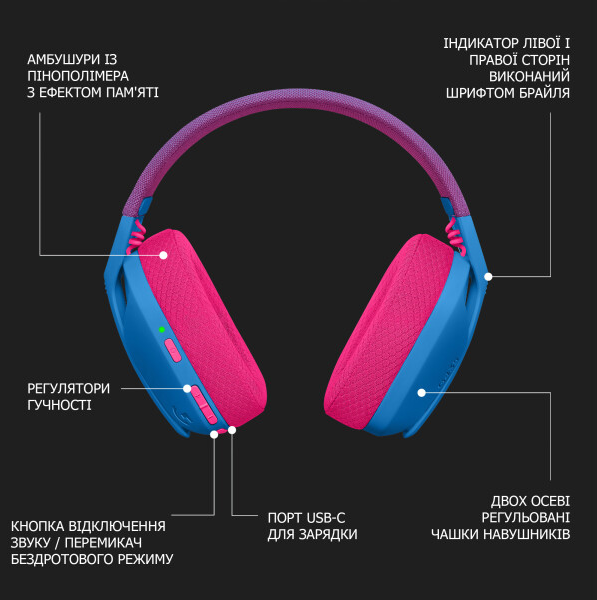 АМБУШУРИ ІЗ
ПІНОПОЛІМЕРА
З ЕФЕКТОМ ПАМ'ЯТІ
ІНДИКАТОР ЛІВОЇ І
ПРАВОЇ СТОРІН
ВИКОНАНИЙ
ШРИФТОМ БРАЙЛЯ
РЕГУЛЯТОРИ
ГУЧНОСТІ
КНОПКА ВІДКЛЮЧЕННЯ
ЗВУКУ / ПЕРЕМИКАЧ
БЕЗДРОТОВОГО РЕЖИМУ
ПОРТ USB-C
ДЛЯ ЗАРЯДКИ
ДВОХ ОСЕВІ
РЕГУЛЬОВАНІ
ЧАШКИ НАВУШНИКІВ